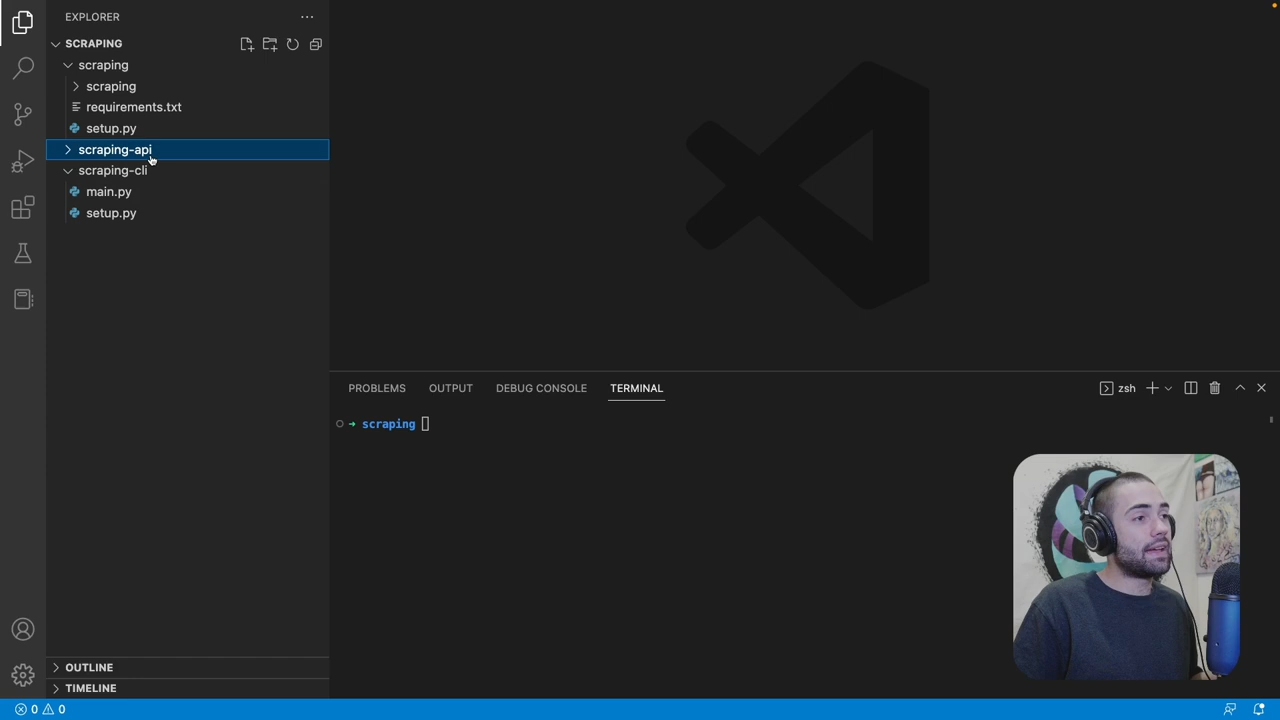 EXPLORER
SCRAPING
scraping
scraping
requirements.txt
setup.py
scraping-api
scraping-cli
main.py
setup.py
OUTLINE
TIMELINE
PROBLEMS
OUTPUT
DEBUG CONSOLE
TERMINAL
zsh
scraping
0 0